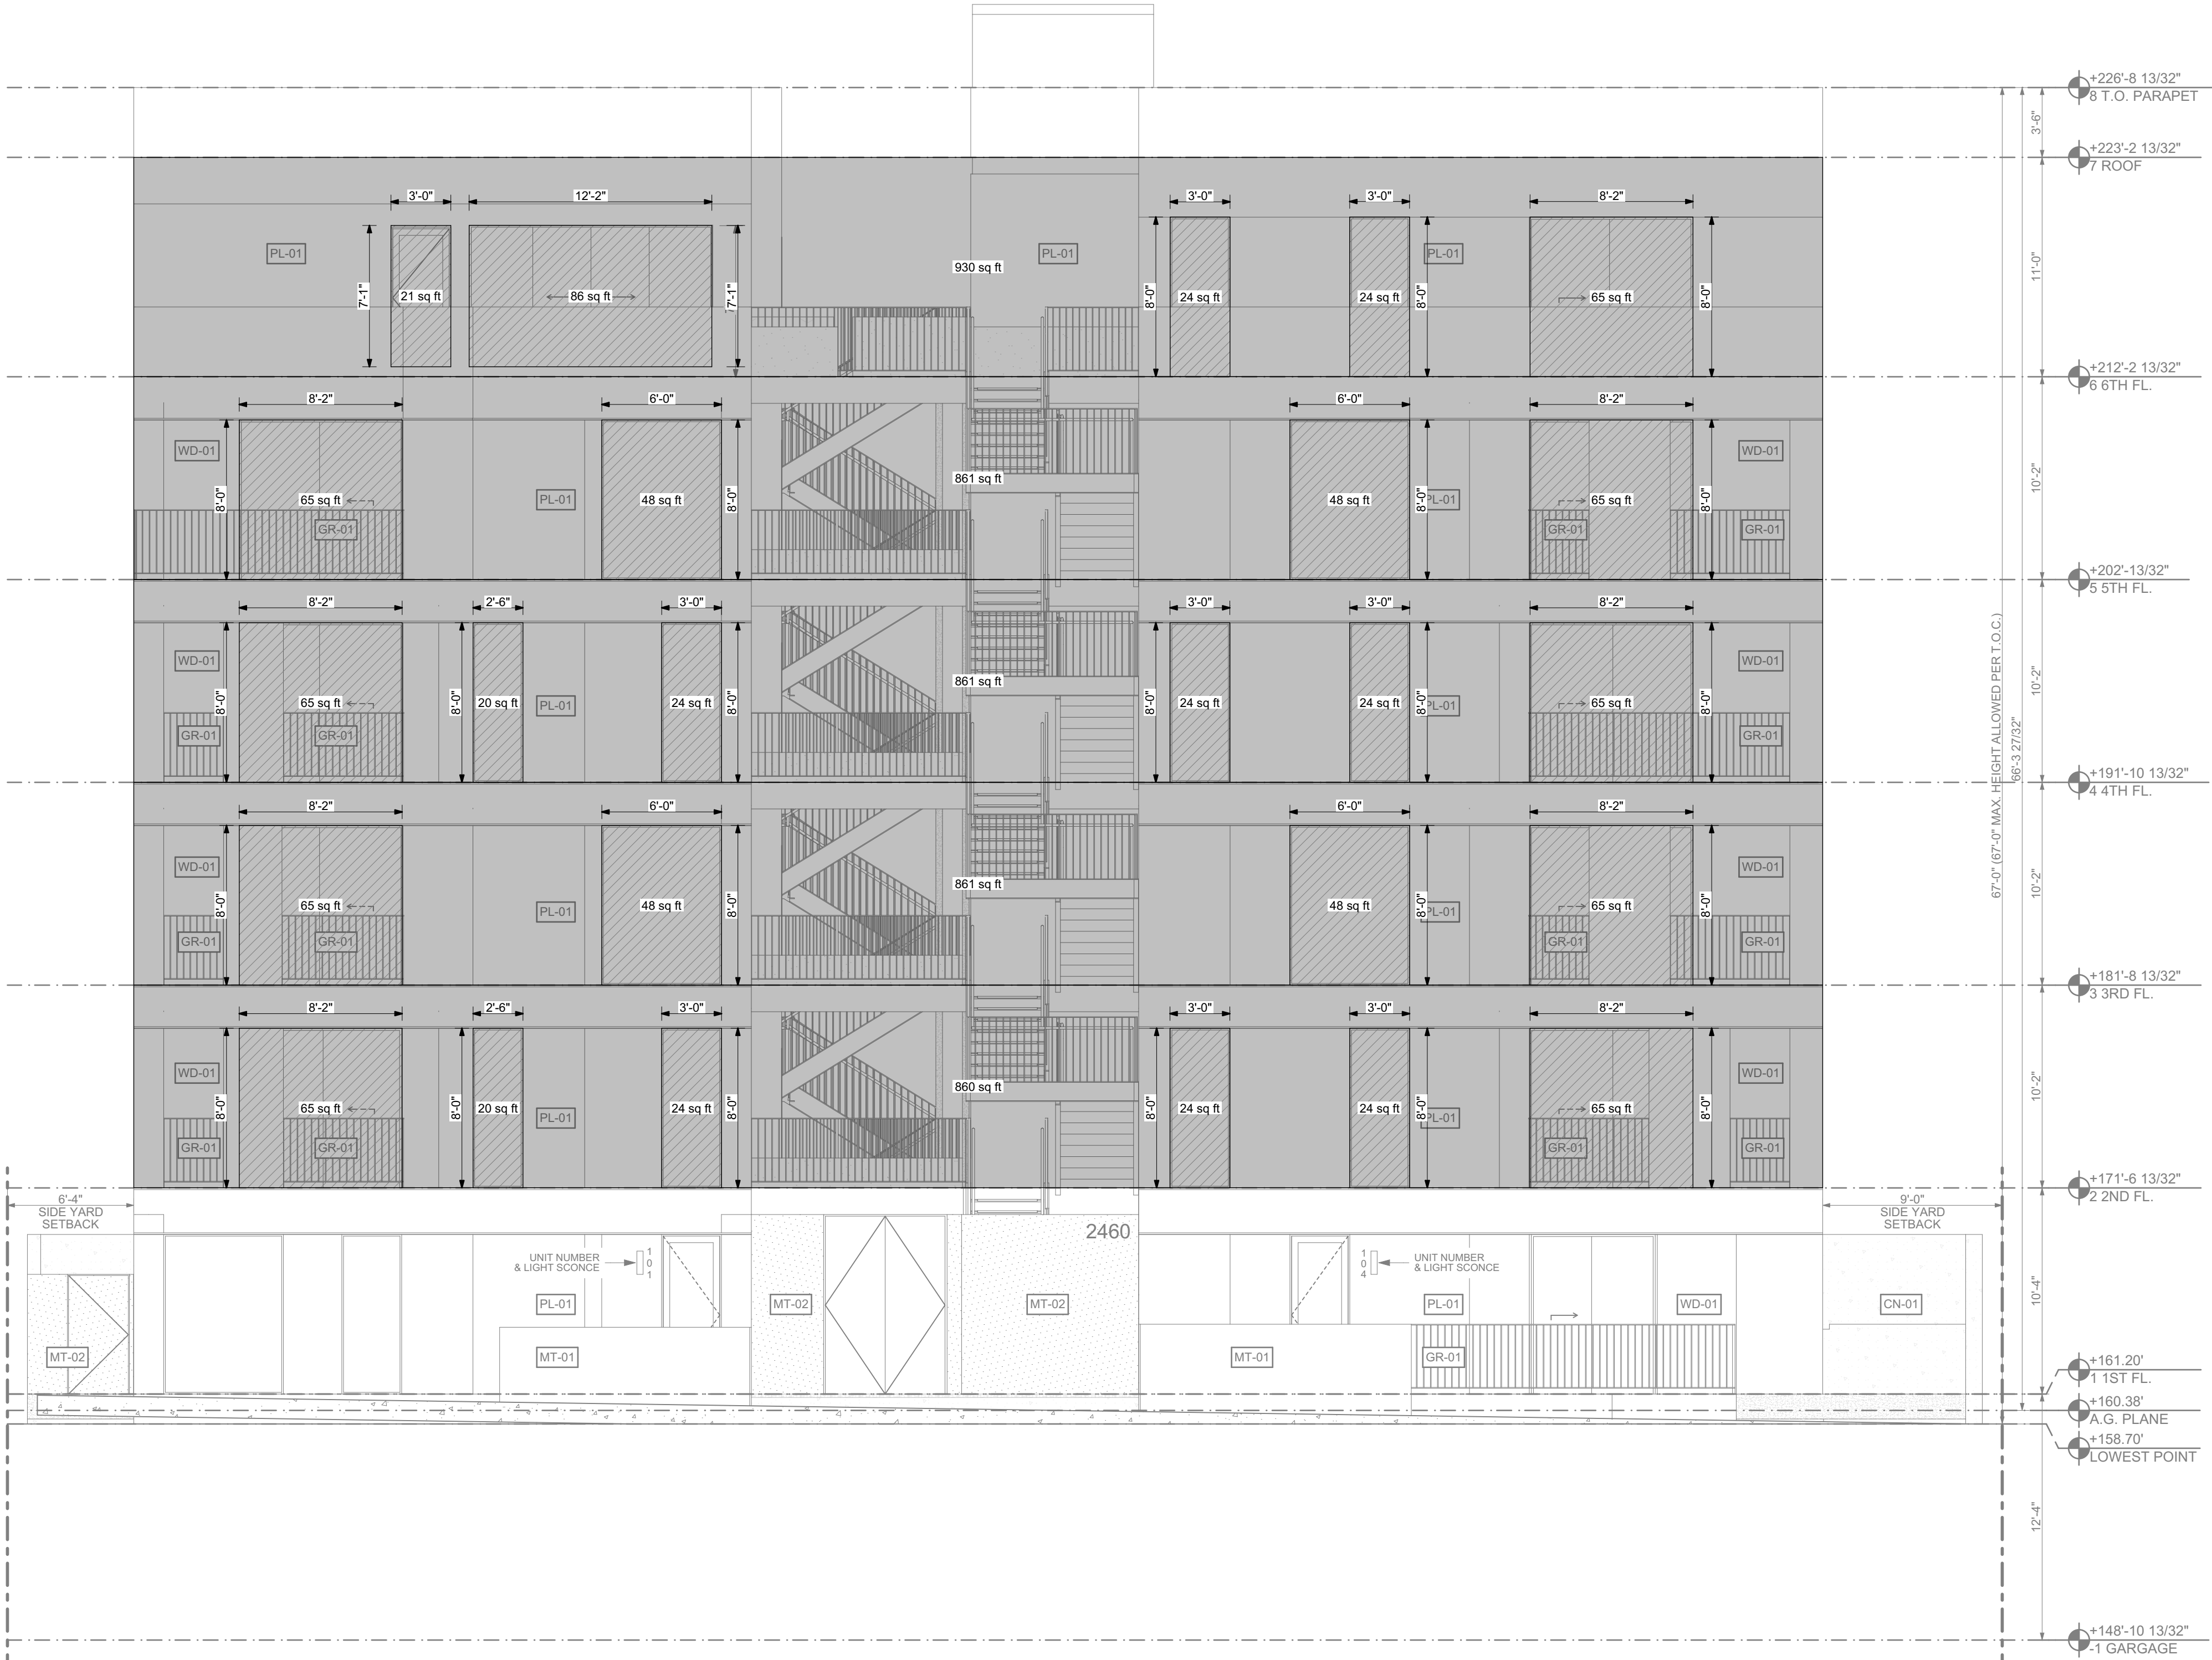 +226'-8 13/32"
8 T.O. PARAPET
3'-6"
+223'-2 13/32"
7 ROOF
3'-0"
12'-2"
3'-0"
3'-0"
8'-2"
PL-01
7'-1"
21 sq ft
86 sq ft
7'-1"
930 sq ft
PL-01
8'-0"
24 sq ft
24 sq ft
8'-0"
PL-01
65 sq ft
8'-0"
11'-0"
+212'-2 13/32"
6 6TH FL.
8'-2"
6'-0"
6'-0"
8'-2"
WD-01
8'-0"
65 sq ft
GR-01
PL-01
48 sq ft
8'-0"
861 sq ft
48 sq ft
8'-0"
PL-01
GR-01
65 sq ft
8'-0"
WD-01
GR-01
10'-2"
+202'-13/32"
5 5TH FL.
8'-2"
2'-6"
3'-0"
3'-0"
3'-0"
8'-2"
WD-01
GR-01
8'-0"
65 sq ft
GR-01
8'-0"
20 sq ft
PL-01
24 sq ft
8'-0"
861 sq ft
8'-0"
24 sq ft
24 sq ft
8'-0"
PL-01
65 sq ft
8'-0"
WD-01
GR-01
67'-0" (67'-0" MAX. HEIGHT ALLOWED PER T.O.C.)
66'-3 27/32"
10'-2"
+191'-10 13/32"
4 4TH FL.
8'-2"
6'-0"
6'-0"
8'-2"
WD-01
GR-01
8'-0"
65 sq ft
GR-01
PL-01
48 sq ft
8'-0"
861 sq ft
48 sq ft
8'-0"
PL-01
GR-01
65 sq ft
8'-0"
WD-01
GR-01
10'-2"
+181'-8 13/32"
3 3RD FL.
8'-2"
2'-6"
3'-0"
3'-0"
3'-0"
8'-2"
WD-01
GR-01
8'-0"
65 sq ft
GR-01
8'-0"
20 sq ft
PL-01
24 sq ft
8'-0"
860 sq ft
8'-0"
24 sq ft
24 sq ft
8'-0"
PL-01
GR-01
65 sq ft
8'-0"
WD-01
GR-01
10'-2"
+171'-6 13/32"
2 2ND FL.
6'-4"
SIDE YARD
SETBACK
9'-0"
SIDE YARD
SETBACK
2460
UNIT NUMBER
& LIGHT SCONCE
1
0
1
1
0
4
UNIT NUMBER
& LIGHT SCONCE
PL-01
MT-02
MT-02
PL-01
WD-01
CN-01
10'-4"
MT-02
MT-01
MT-01
GR-01
+161.20'
1 1ST FL.
+160.38'
A.G. PLANE
+158.70'
LOWEST POINT
12'-4"
+148'-10 13/32"
-1 GARGAGE